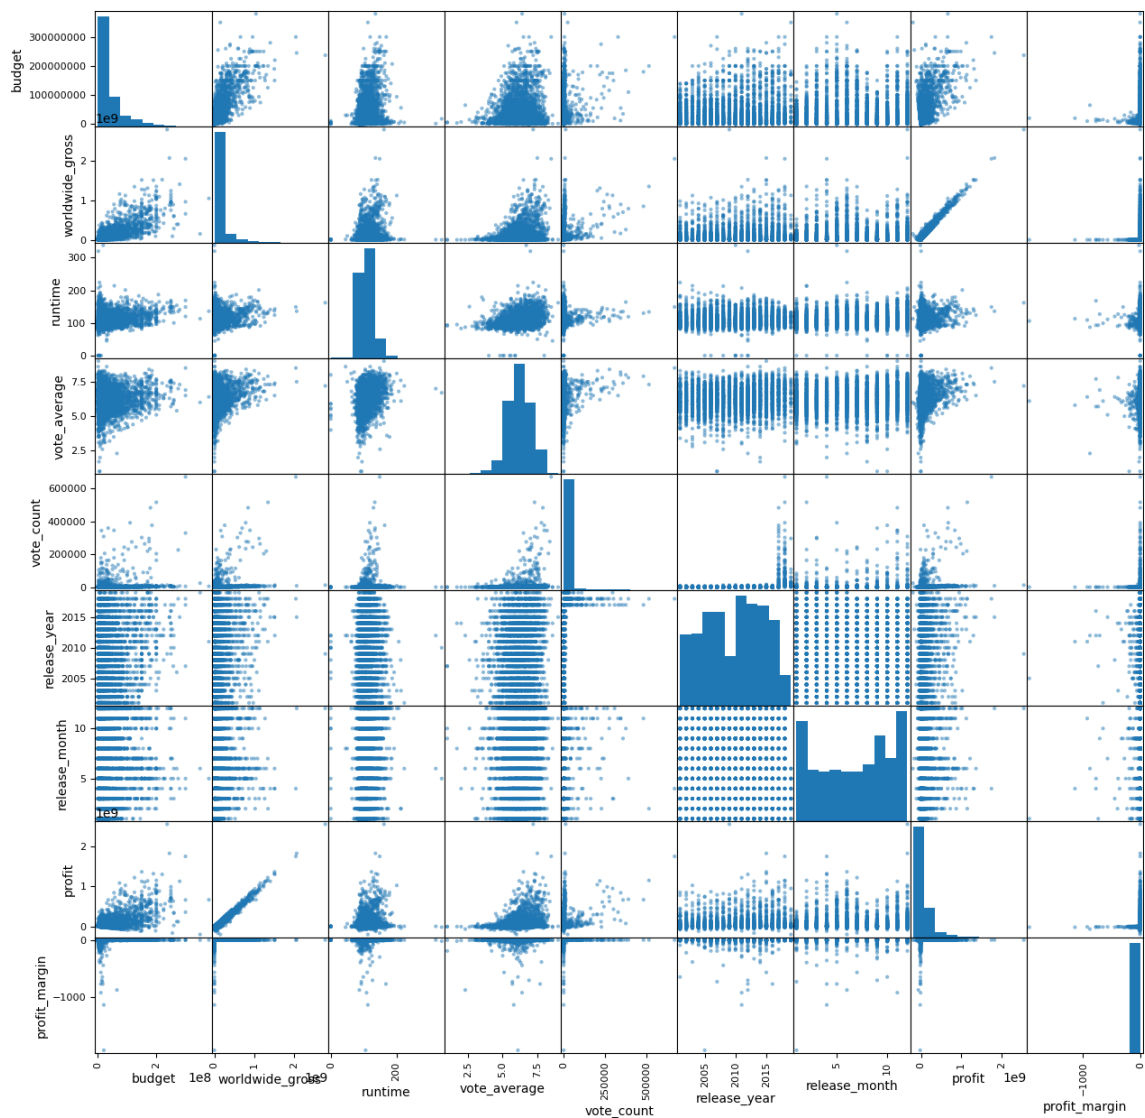 300000000
200000000
100000000
0
budget
1e9
2
1
0
worldwide_gross
300
200
100
0
runtime
7.5
5.0
2.5
vote_average
600000
400000
200000
0
vote_count
2015
2010
2005
release_year
10
5
release_month
1e9
2
1
0
profit
0
−1000
profit_margin
0
2
1e8
budget
0
1
2
1e9
worldwide_gross
0
200
runtime
2.5
5.0
7.5
vote_average
0
250000
500000
vote_count
2005
2010
2015
release_year
5
10
release_month
0
1
2
1e9
profit
−1000
0
profit_margin